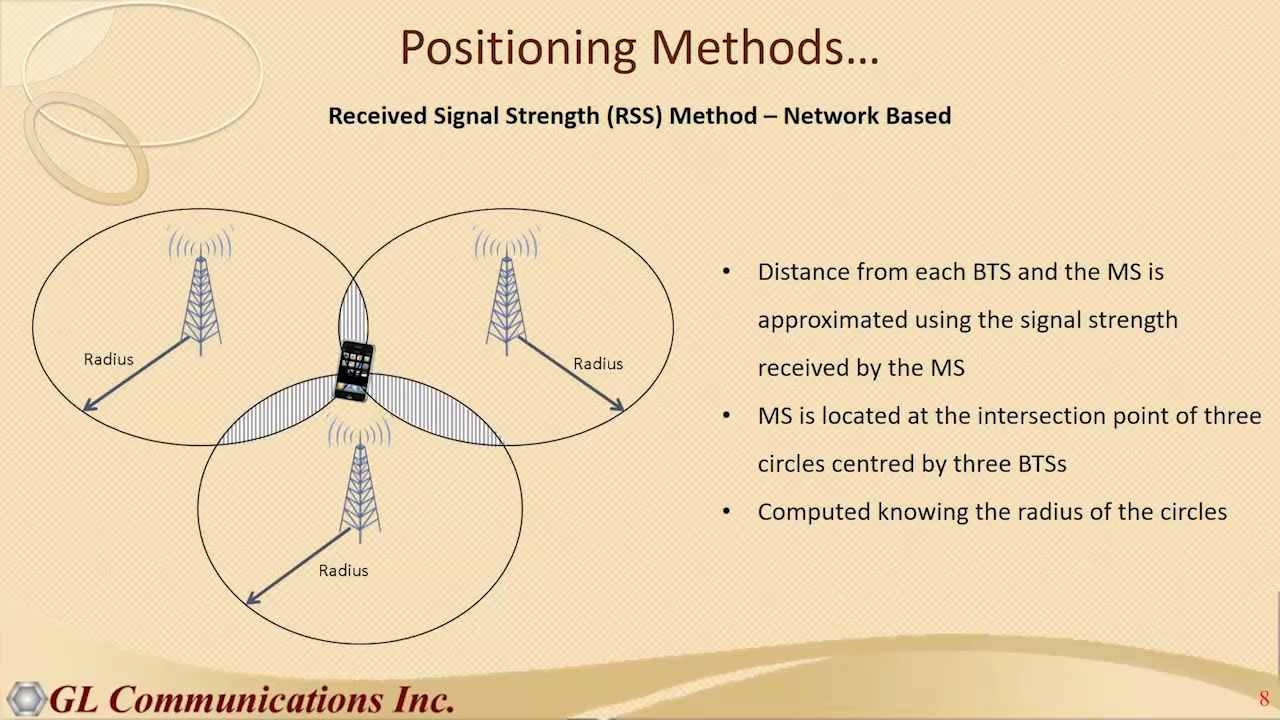 Positioning Methods...
Received Signal Strength (RSS) Method – Network Based
Radius
Radius
Radius
• Distance from each BTS and the MS is
approximated using the signal strength
received by the MS
• MS is located at the intersection point of three
circles centred by three BTSs
• Computed knowing the radius of the circles
GL Communications Inc.
8